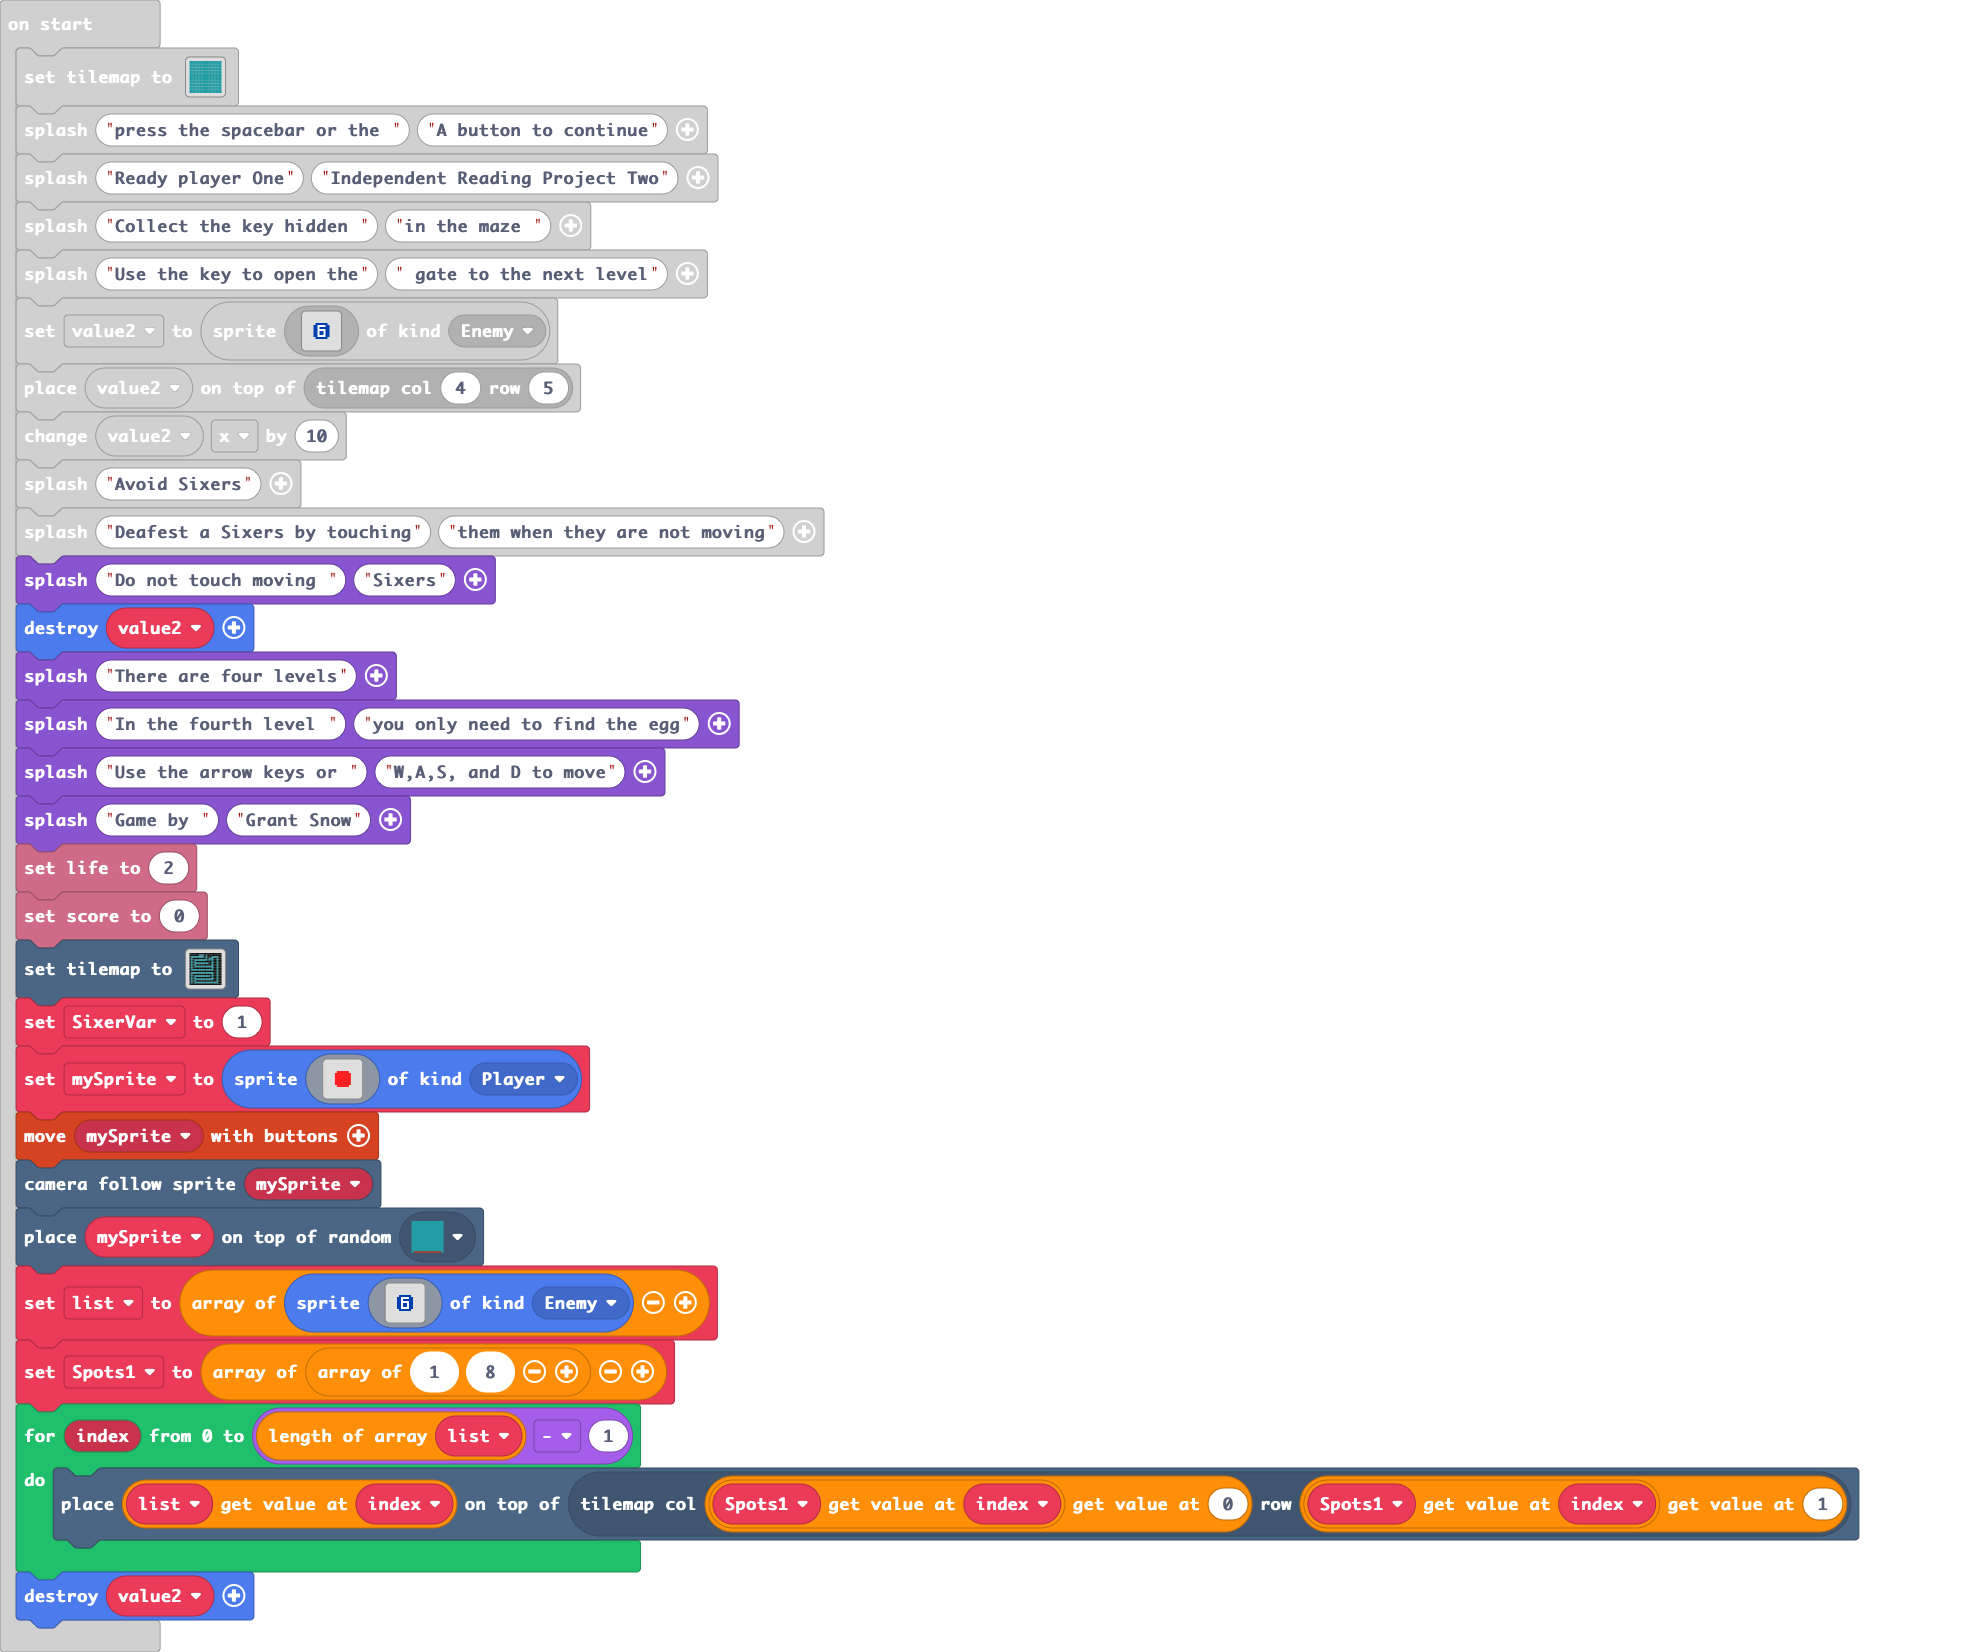 on start
set tilemap to
splash "press the spacebar or the " "A button to continue"
splash "Ready player One" "Independent Reading Project Two"
splash "Collect the key hidden " "in the maze "
splash "Use the key to open the" " gate to the next level"
set value2 to sprite 6 of kind Enemy
place value2 on top of tilemap col 4 row 5
change value2 x by 10
splash "Avoid Sixers"
splash "Deafest a Sixers by touching" "them when they are not moving"
splash "Do not touch moving " "Sixers"
destroy value2
splash "There are four levels"
splash "In the fourth level " "you only need to find the egg"
splash "Use the arrow keys or " "W,A,S, and D to move"
splash "Game by " "Grant Snow"
set life to 2
set score to 0
set tilemap to
set SixerVar to 1
set mySprite to sprite of kind Player
move mySprite with buttons
camera follow sprite mySprite
place mySprite on top of random
set list to array of sprite 6 of kind Enemy
set Spots1 to array of array of 1 8
for index from 0 to length of array list - 1
do
place list get value at index on top of tilemap col Spots1 get value at index get value at 0 row Spots1 get value at index get value at 1
destroy value2